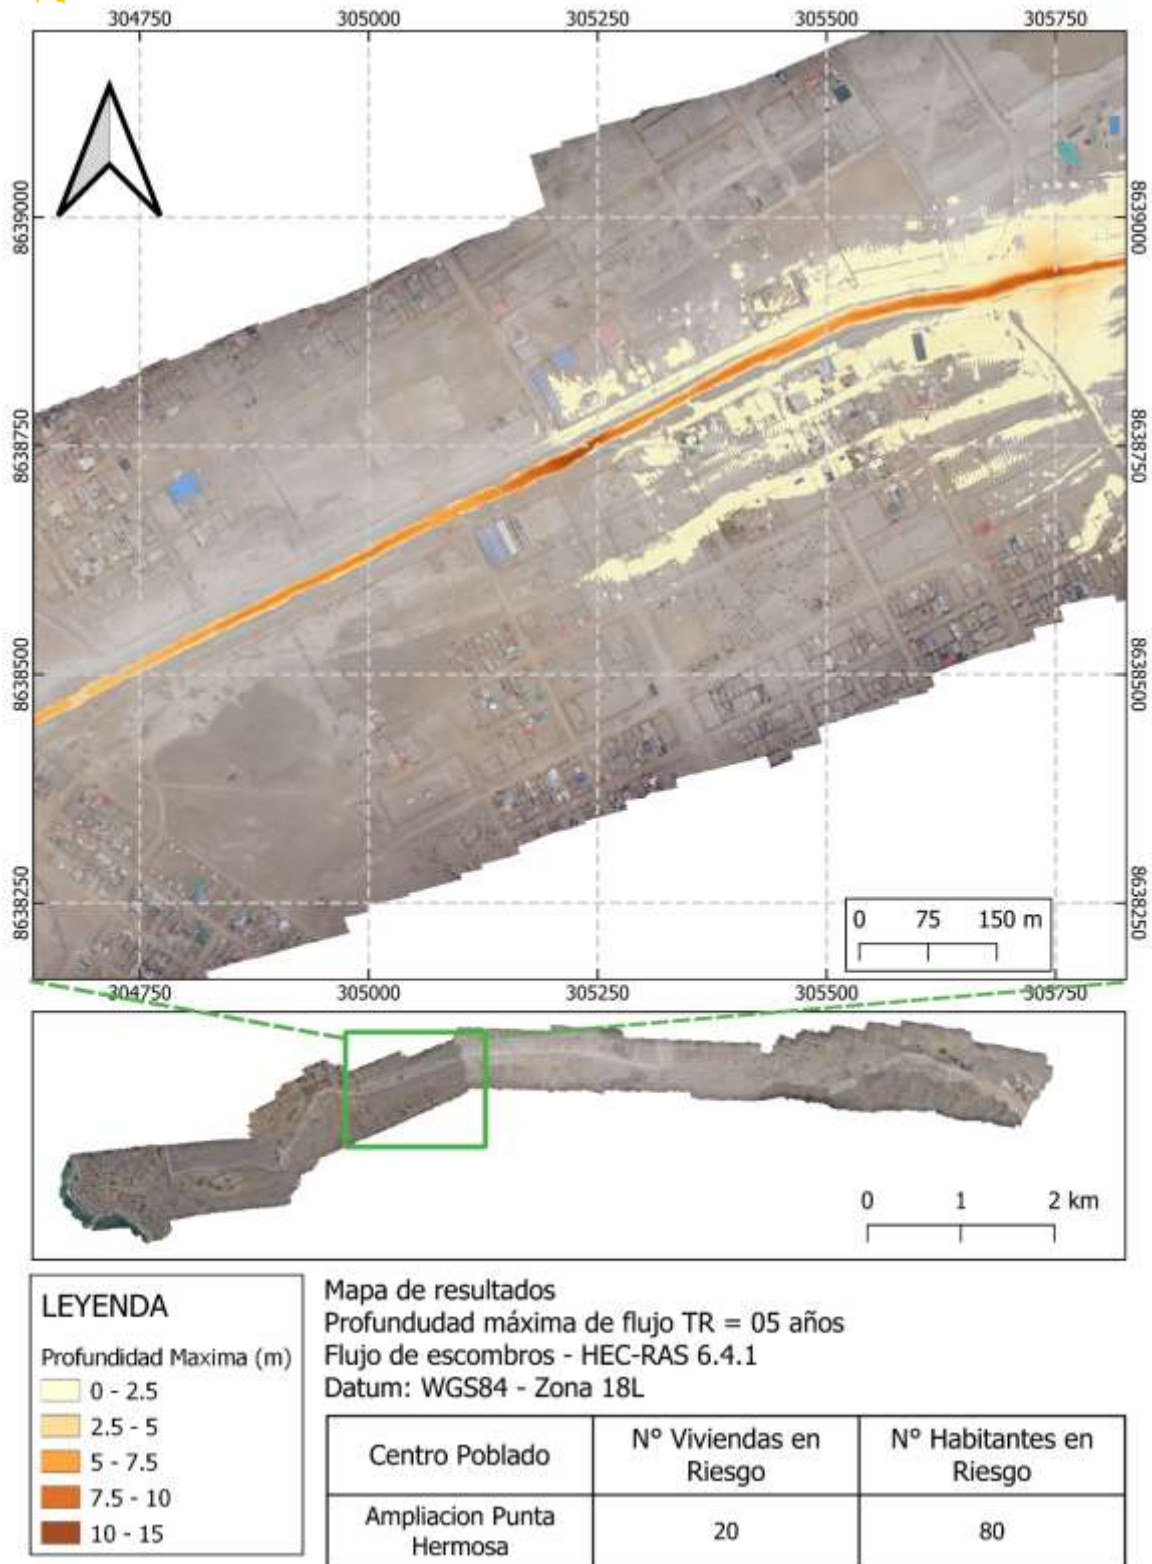 304750 305000 305250 305500 305750
8639000
8638750
8638500
8638250
8639000
8638750
8638500
8638250
0 75 150 m
304750 305000 305250 305500 305750
0 1 2 km
LEYENDA
Profundidad Maxima (m)
0 - 2.5
2.5 - 5
5 - 7.5
7.5 - 10
10 - 15
Mapa de resultados
Profundudad máxima de flujo TR = 05 años
Flujo de escombros - HEC-RAS 6.4.1
Datum: WGS84 - Zona 18L
Centro Poblado
N° Viviendas en
Riesgo
N° Habitantes en
Riesgo
Ampliacion Punta
Hermosa
20
80